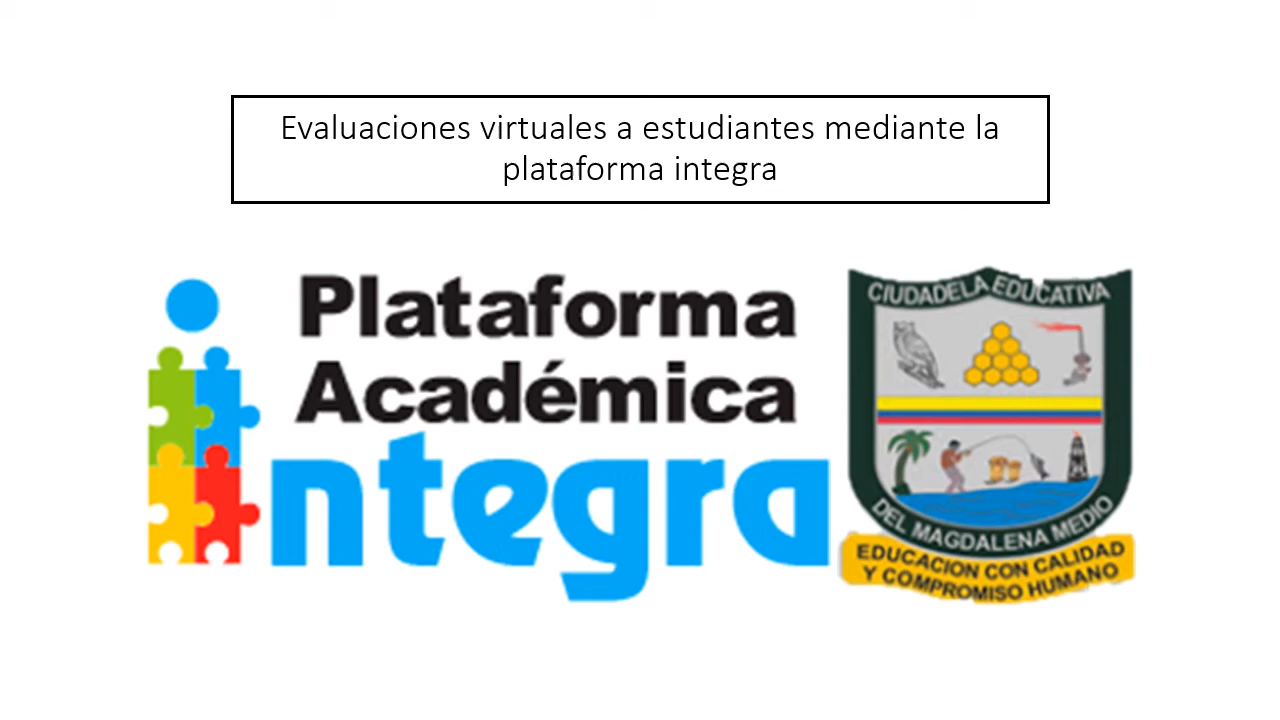 Evaluaciones virtuales a estudiantes mediante la
plataforma integra
Plataforma
Académica
integra
CIUDADELA EDUCATIVA
DEL MAGDALENA MEDIO
EDUCACION CON CALIDAD
Y COMPROMISO HUMANO